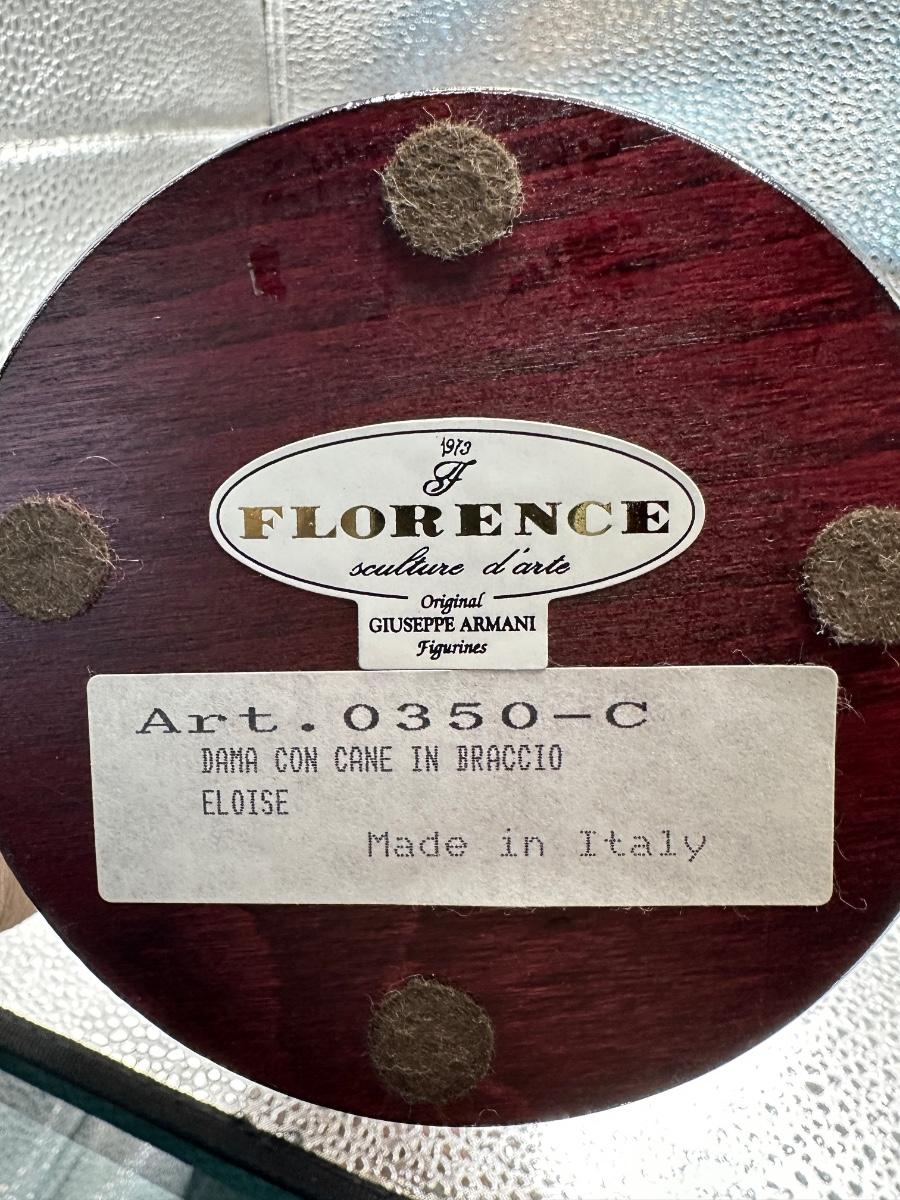 1973
F
FLORENCE
sculture d'arte
Original
GIUSEPPE ARMANI
Figurines
Art.0350-C
DAMA CON CANE IN BRACCIO
ELOISE
Made in Italy